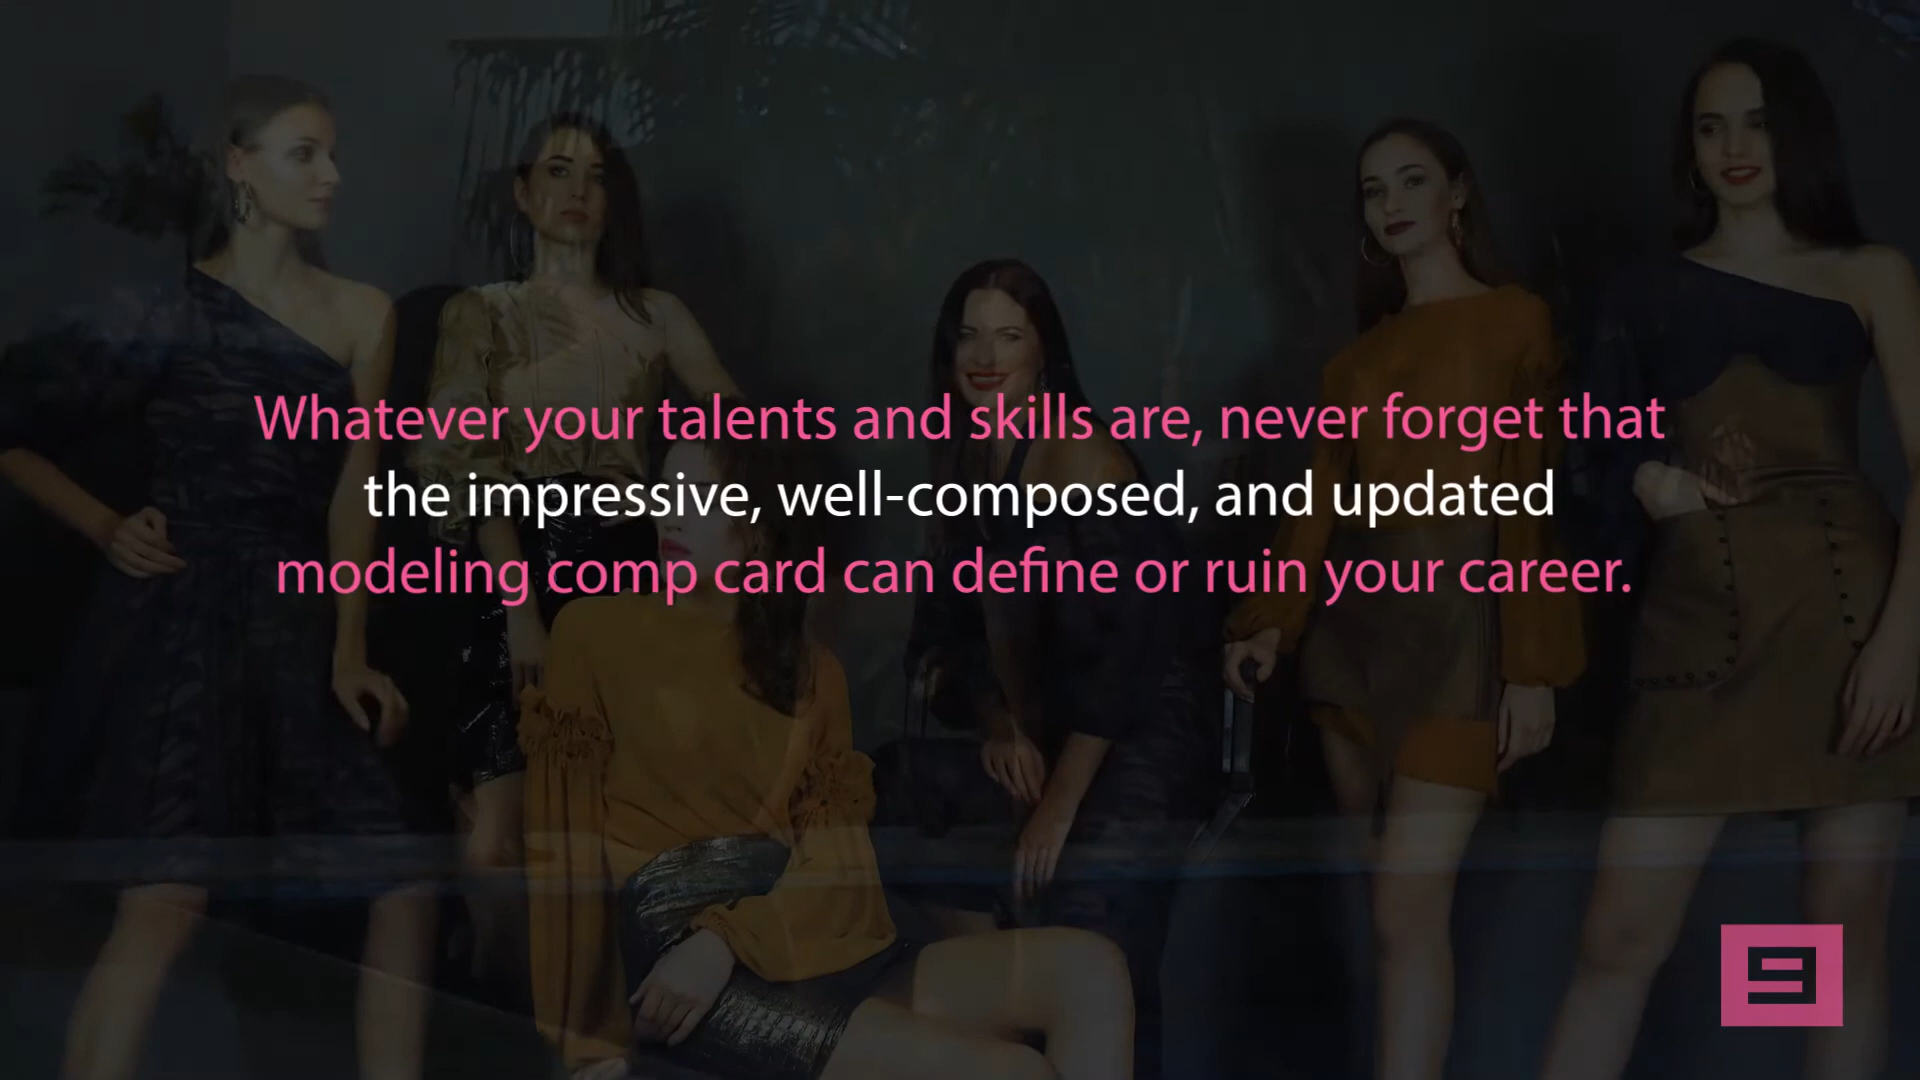 Whatever your talents and skills are, never forget that
the impressive, well-composed, and updated
modeling comp card can define or ruin your career.
9